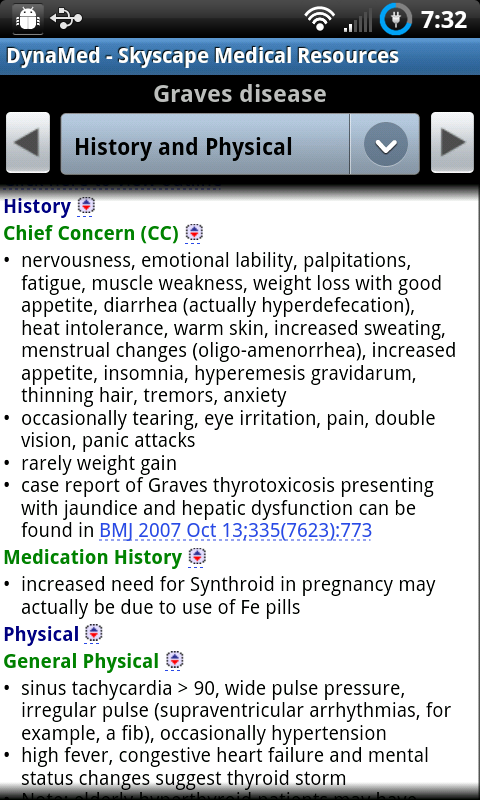 7:32
DynaMed - Skyscape Medical Resources
Graves disease
History and Physical
History
Chief Concern (CC)
• nervousness, emotional lability, palpitations,
fatigue, muscle weakness, weight loss with good
appetite, diarrhea (actually hyperdefecation),
heat intolerance, warm skin, increased sweating,
menstrual changes (oligo-amenorrhea), increased
appetite, insomnia, hyperemesis gravidarum,
thinning hair, tremors, anxiety
• occasionally tearing, eye irritation, pain, double
vision, panic attacks
• rarely weight gain
• case report of Graves thyrotoxicosis presenting
with jaundice and hepatic dysfunction can be
found in BMJ 2007 Oct 13;335(7623):773
Medication History
• increased need for Synthroid in pregnancy may
actually be due to use of Fe pills
Physical
General Physical
• sinus tachycardia > 90, wide pulse pressure,
irregular pulse (supraventricular arrhythmias, for
example, a fib), occasionally hypertension
• high fever, congestive heart failure and mental
status changes suggest thyroid storm
• Note: elderly hyperthyroid patients may have